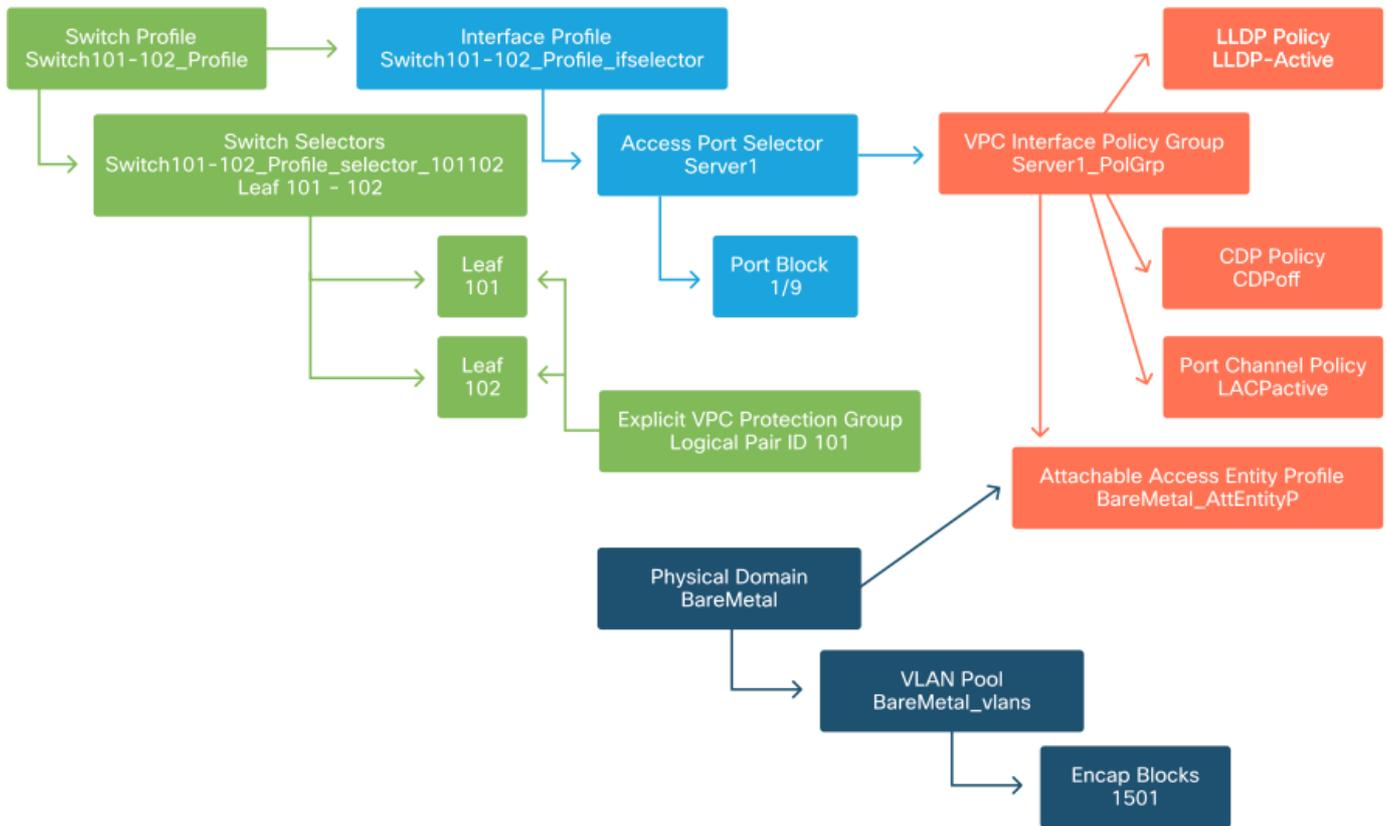 Switch Profile
Switch101-102_Profile
Interface Profile
Switch101-102_Profile_ifselector
LLDP Policy
LLDP-Active
Switch Selectors
Switch101-102_Profile_selector_101102
Leaf 101 - 102
Access Port Selector
Server1
VPC Interface Policy Group
Server1_PolGrp
Leaf
101
Port Block
1/9
CDP Policy
CDPoff
Leaf
102
Port Channel Policy
LACPactive
Explicit VPC Protection Group
Logical Pair ID 101
Attachable Access Entity Profile
BareMetal_AttEntityP
Physical Domain
BareMetal
VLAN Pool
BareMetal_vlans
Encap Blocks
1501